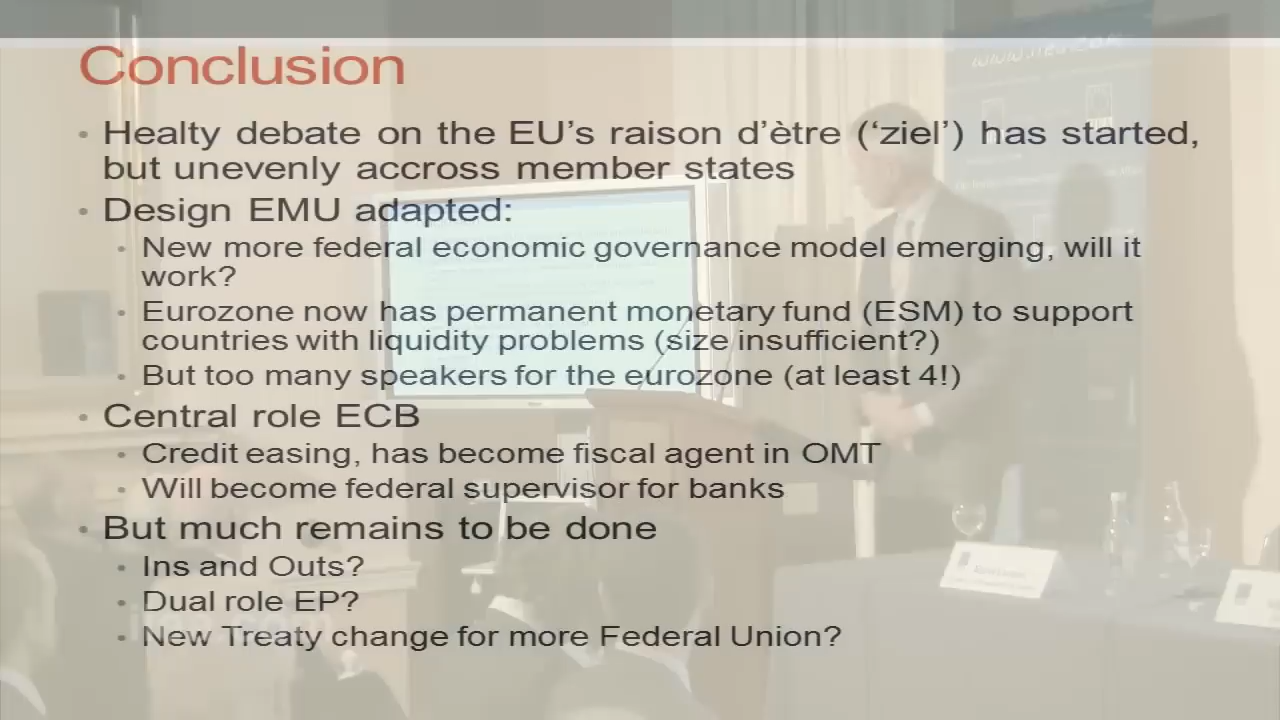 Conclusion
• Healty debate on the EU's raison d'ètre ('ziel') has started,
but unevenly accross member states
• Design EMU adapted:
• New more federal economic governance model emerging, will it
work?
• Eurozone now has permanent monetary fund (ESM) to support
countries with liquidity problems (size insufficient?)
• But too many speakers for the eurozone (at least 4!)
• Central role ECB
• Credit easing, has become fiscal agent in OMT
• Will become federal supervisor for banks
• But much remains to be done
• Ins and Outs?
• Dual role EP?
• New Treaty change for more Federal Union?